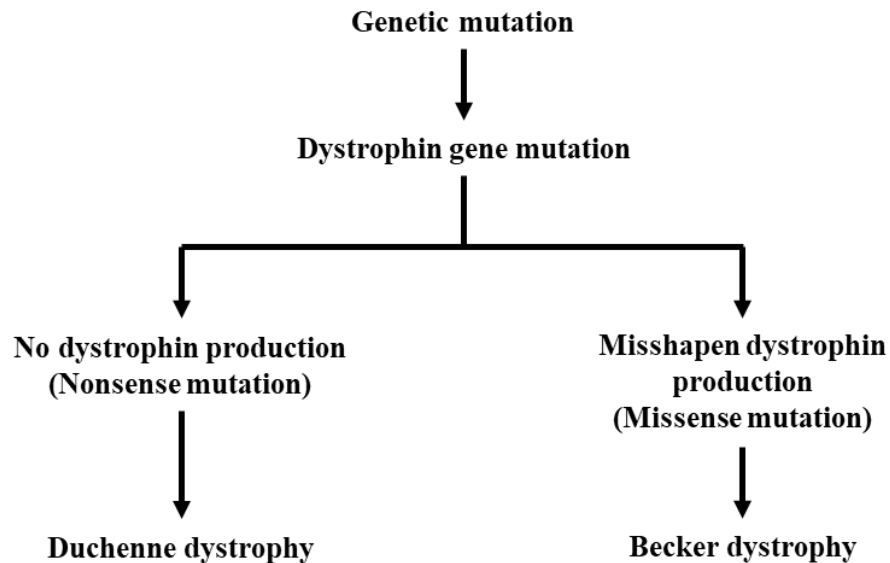 Genetic mutation
Dystrophin gene mutation
No dystrophin production
(Nonsense mutation)
Misshapen dystrophin
production
(Missense mutation)
Duchenne dystrophy
Becker dystrophy